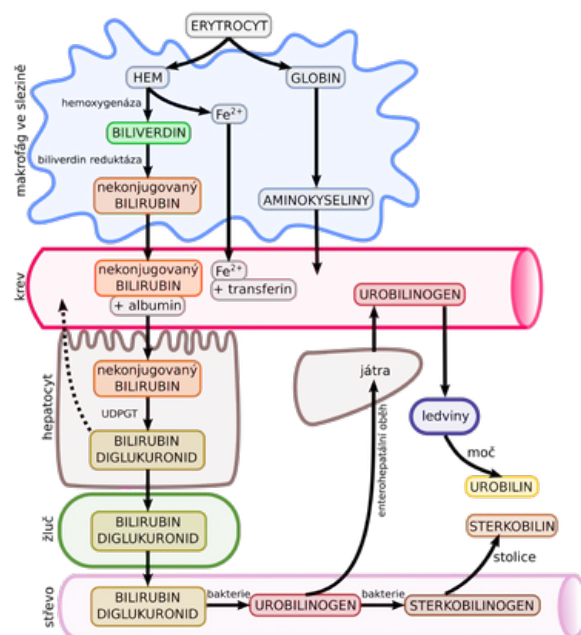 ERYTROCYT
HEM
GLOBIN
hemoxygenáza
Fe²⁺
BILIVERDIN
biliverdin reduktáza
nekonjugovaný
BILIRUBIN
AMINOKYSELINY
makrofág ve slezině
nekonjugovaný
BILIRUBIN
+ albumin
Fe²⁺
+ transferin
UROBILINOGEN
krev
nekonjugovaný
BILIRUBIN
UDPGT
BILIRUBIN
DIGLUKURONID
hepatocyt
játra
enterohepatální oběh
ledviny
moč
UROBILIN
BILIRUBIN
DIGLUKURONID
žluč
STERKOBILIN
stolice
BILIRUBIN
DIGLUKURONID
bakterie
UROBILINOGEN
bakterie
STERKOBILINOGEN
střevo